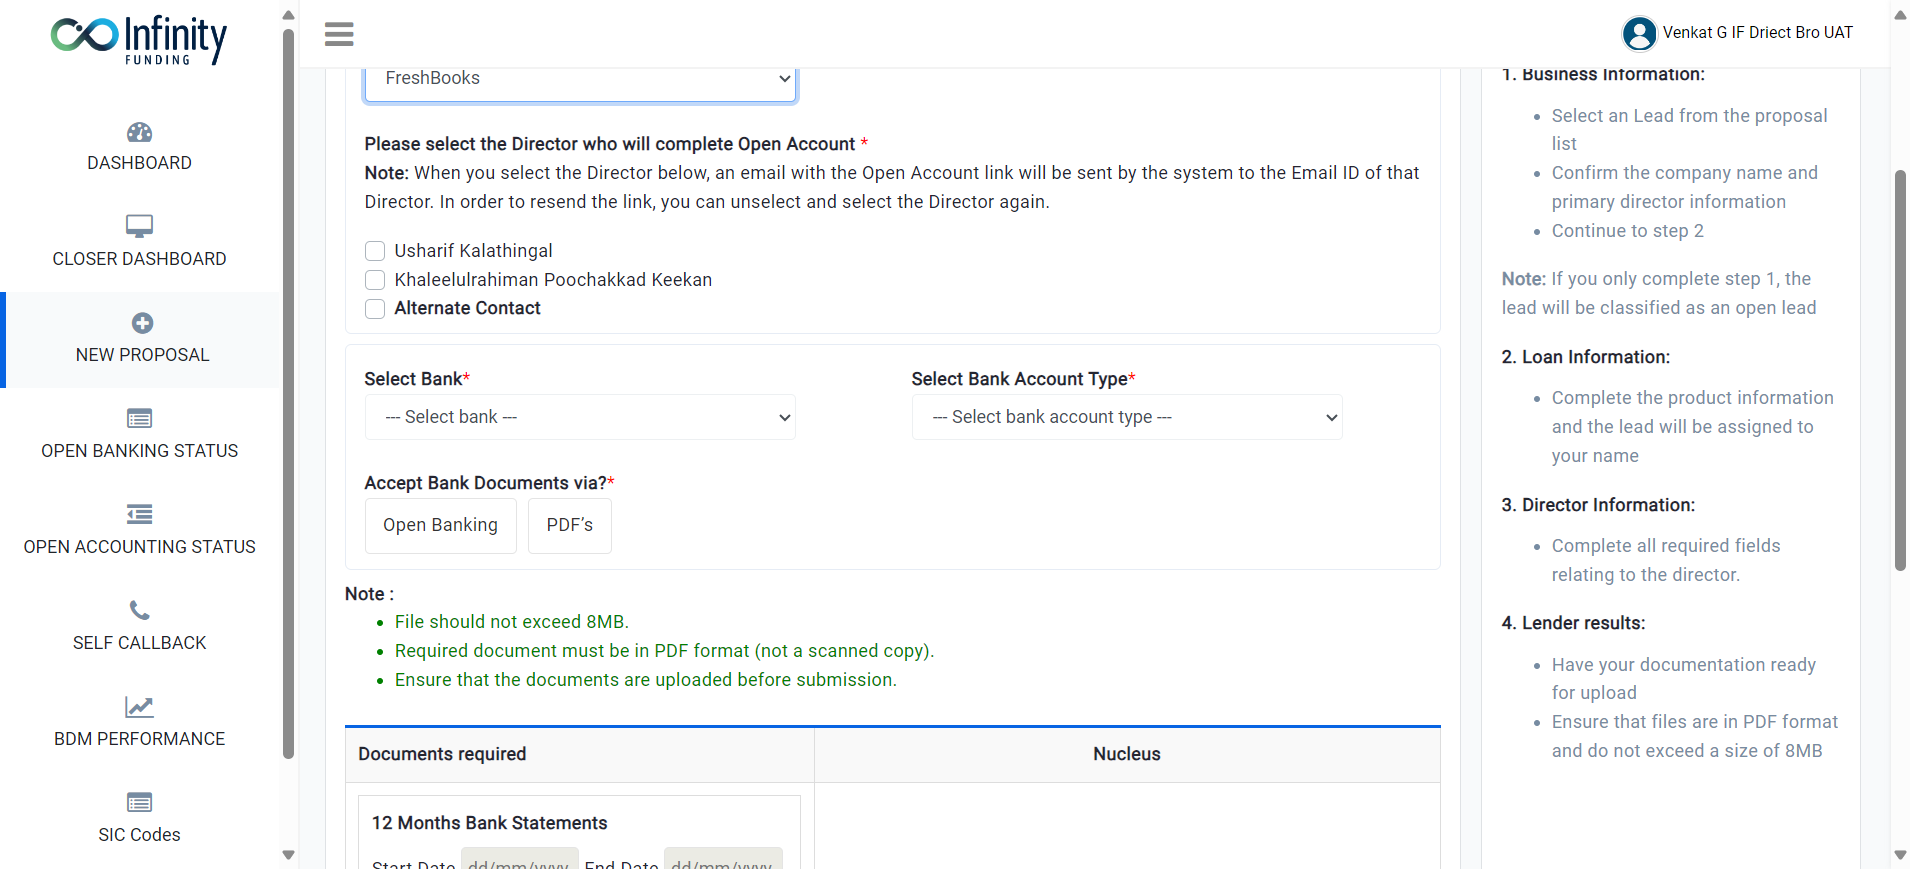 Infinity
FUNDING
DASHBOARD
CLOSER DASHBOARD
NEW PROPOSAL
OPEN BANKING STATUS
OPEN ACCOUNTING STATUS
SELF CALLBACK
BDM PERFORMANCE
SIC Codes
Venkat G IF Driect Bro UAT
FreshBooks
Please select the Director who will complete Open Account *
Note: When you select the Director below, an email with the Open Account link will be sent by the system to the Email ID of that
Director. In order to resend the link, you can unselect and select the Director again.
Usharif Kalathingal
Khaleelulrahiman Poochakkad Keekan
Alternate Contact
Select Bank*
--- Select bank ---
Select Bank Account Type*
--- Select bank account type ---
Accept Bank Documents via?*
Open Banking
PDF’s
Note :
• File should not exceed 8MB.
• Required document must be in PDF format (not a scanned copy).
• Ensure that the documents are uploaded before submission.
Documents required
Nucleus
12 Months Bank Statements
Start Date dd/mm/yyyy End Date dd/mm/yyyy
1. Business Information:
• Select an Lead from the proposal
list
• Confirm the company name and
primary director information
• Continue to step 2
Note: If you only complete step 1, the
lead will be classified as an open lead
2. Loan Information:
• Complete the product information
and the lead will be assigned to
your name
3. Director Information:
• Complete all required fields
relating to the director.
4. Lender results:
• Have your documentation ready
for upload
• Ensure that files are in PDF format
and do not exceed a size of 8MB